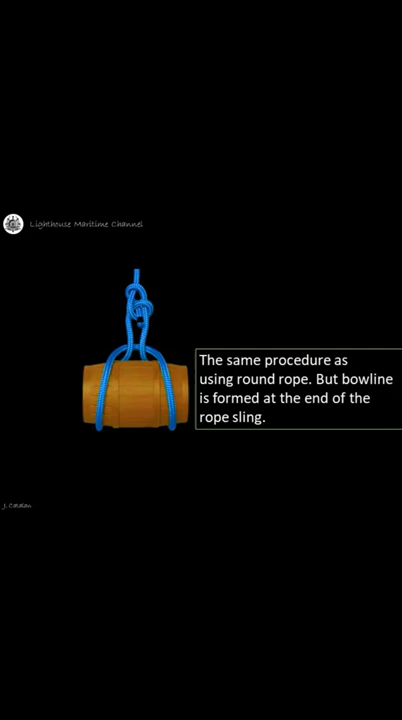 Lighthouse Maritime Channel
The same procedure as
using round rope. But bowline
is formed at the end of the
rope sling.
J.Catalan